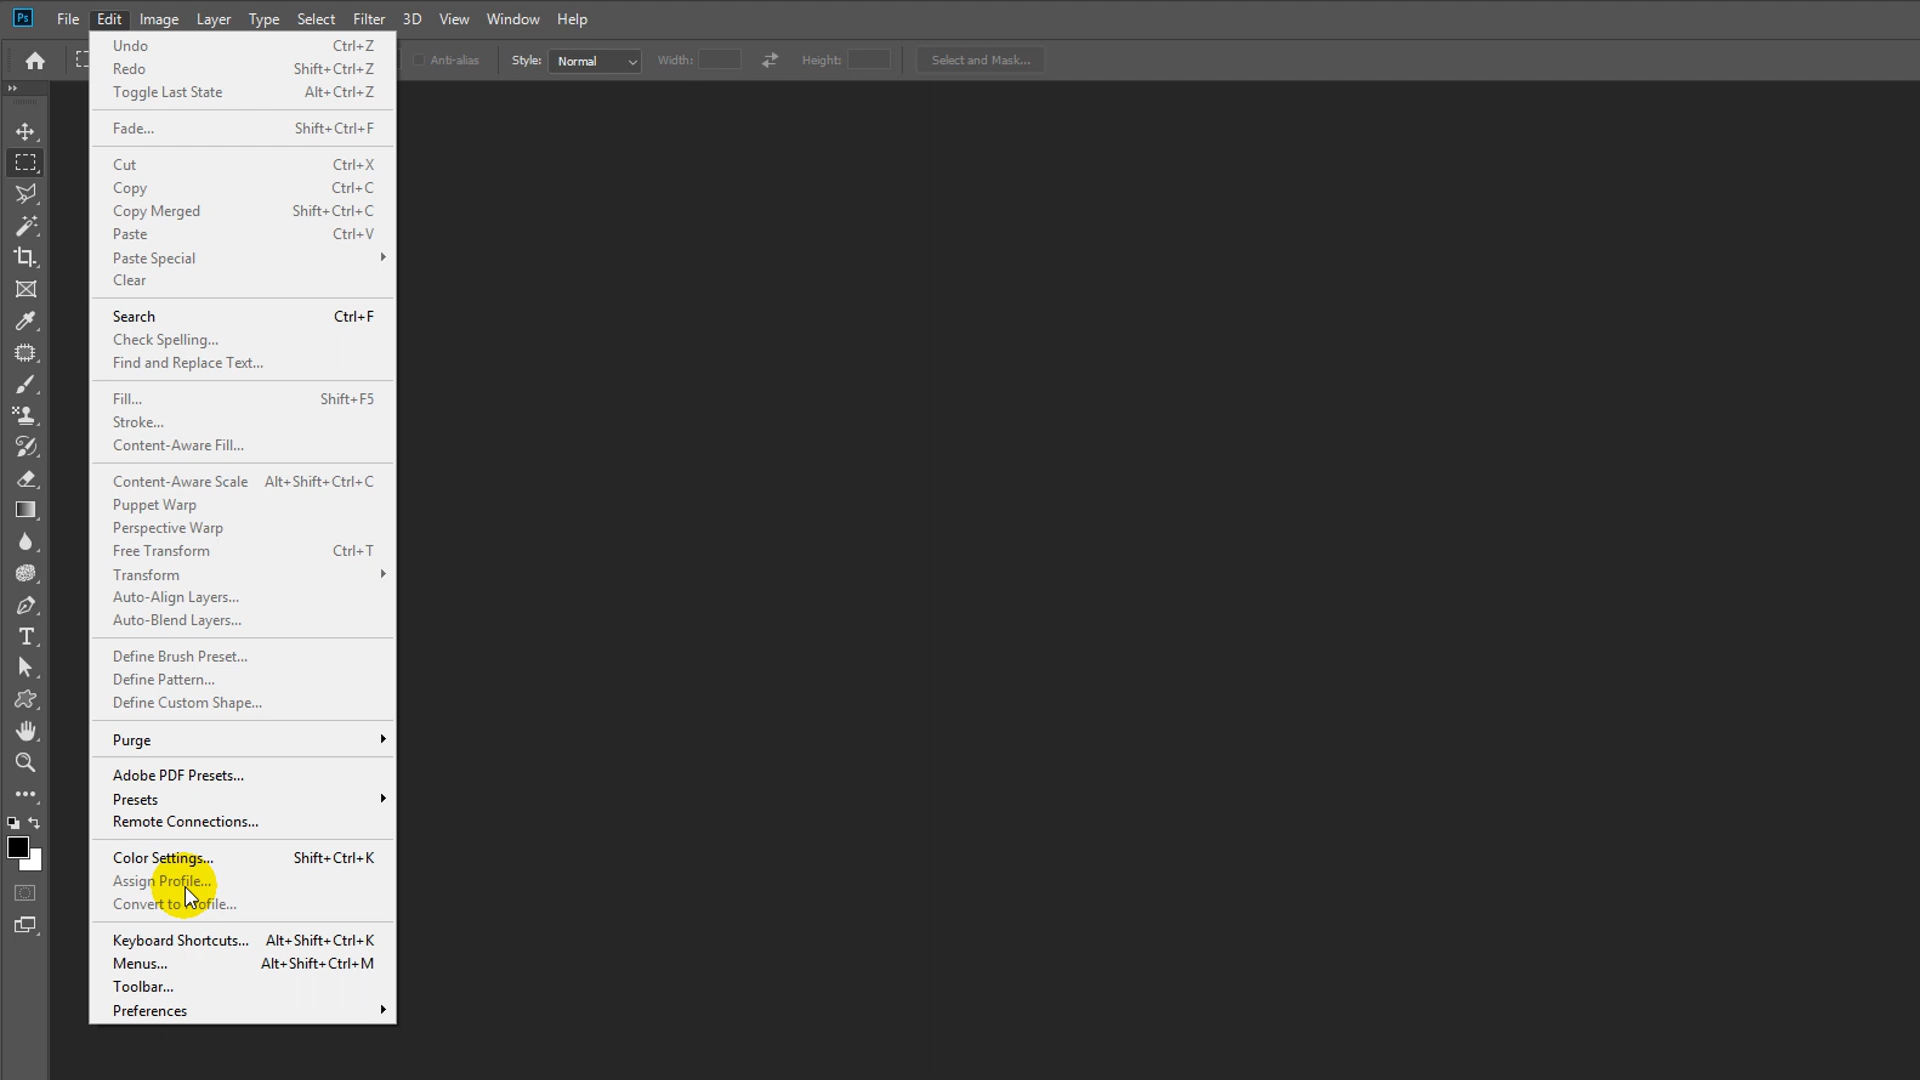 Ps File Edit Image Layer Type Select Filter 3D View Window Help
Anti-alias Style: Normal Width: Height: Select and Mask...
Undo Ctrl+Z
Redo Shift+Ctrl+Z
Toggle Last State Alt+Ctrl+Z
Fade... Shift+Ctrl+F
Cut Ctrl+X
Copy Ctrl+C
Copy Merged Shift+Ctrl+C
Paste Ctrl+V
Paste Special
Clear
Search Ctrl+F
Check Spelling...
Find and Replace Text...
Fill... Shift+F5
Stroke...
Content-Aware Fill...
Content-Aware Scale Alt+Shift+Ctrl+C
Puppet Warp
Perspective Warp
Free Transform Ctrl+T
Transform
Auto-Align Layers...
Auto-Blend Layers...
Define Brush Preset...
Define Pattern...
Define Custom Shape...
Purge
Adobe PDF Presets...
Presets
Remote Connections...
Color Settings... Shift+Ctrl+K
Assign Profile...
Convert to Profile...
Keyboard Shortcuts... Alt+Shift+Ctrl+K
Menus... Alt+Shift+Ctrl+M
Toolbar...
Preferences